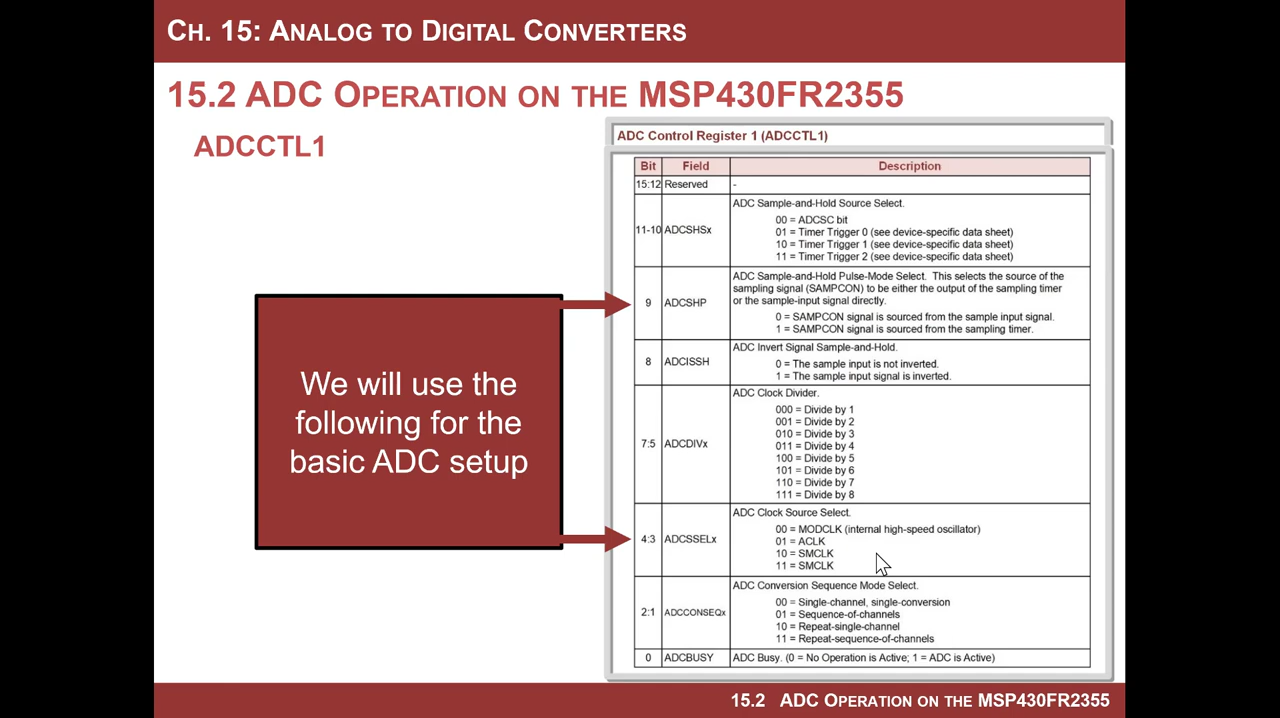 CH. 15: ANALOG TO DIGITAL CONVERTERS
15.2 ADC OPERATION ON THE MSP430FR2355
ADCCTL1
We will use the
following for the
basic ADC setup
ADC Control Register 1 (ADCCTL1)
Bit Field Description
15:12 Reserved -
11-10 ADCSHSx ADC Sample-and-Hold Source Select.
00 = ADCSC bit
01 = Timer Trigger 0 (see device-specific data sheet)
10 = Timer Trigger 1 (see device-specific data sheet)
11 = Timer Trigger 2 (see device-specific data sheet)
9 ADCSHP ADC Sample-and-Hold Pulse-Mode Select. This selects the source of the
sampling signal (SAMPCON) to be either the output of the sampling timer
or the sample-input signal directly.
0 = SAMPCON signal is sourced from the sample input signal.
1 = SAMPCON signal is sourced from the sampling timer.
8 ADCISSH ADC Invert Signal Sample-and-Hold.
0 = The sample input is not inverted.
1 = The sample input signal is inverted.
7:5 ADCDIVx ADC Clock Divider.
000 = Divide by 1
001 = Divide by 2
010 = Divide by 3
011 = Divide by 4
100 = Divide by 5
101 = Divide by 6
110 = Divide by 7
111 = Divide by 8
4:3 ADCSSELx ADC Clock Source Select.
00 = MODCLK (internal high-speed oscillator)
01 = ACLK
10 = SMCLK
11 = SMCLK
2:1 ADCCONSEQx ADC Conversion Sequence Mode Select.
00 = Single-channel, single-conversion
01 = Sequence-of-channels
10 = Repeat-single-channel
11 = Repeat-sequence-of-channels
0 ADCBUSY ADC Busy. (0 = No Operation is Active; 1 = ADC is Active)
15.2 ADC OPERATION ON THE MSP430FR2355